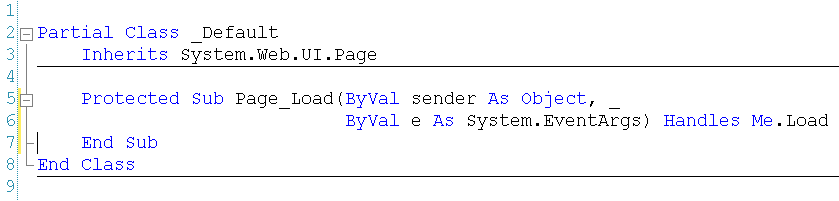 1
2 Partial Class _Default
3     Inherits System.Web.UI.Page
4
5     Protected Sub Page_Load(ByVal sender As Object, _
6                             ByVal e As System.EventArgs) Handles Me.Load
7     End Sub
8 End Class
9